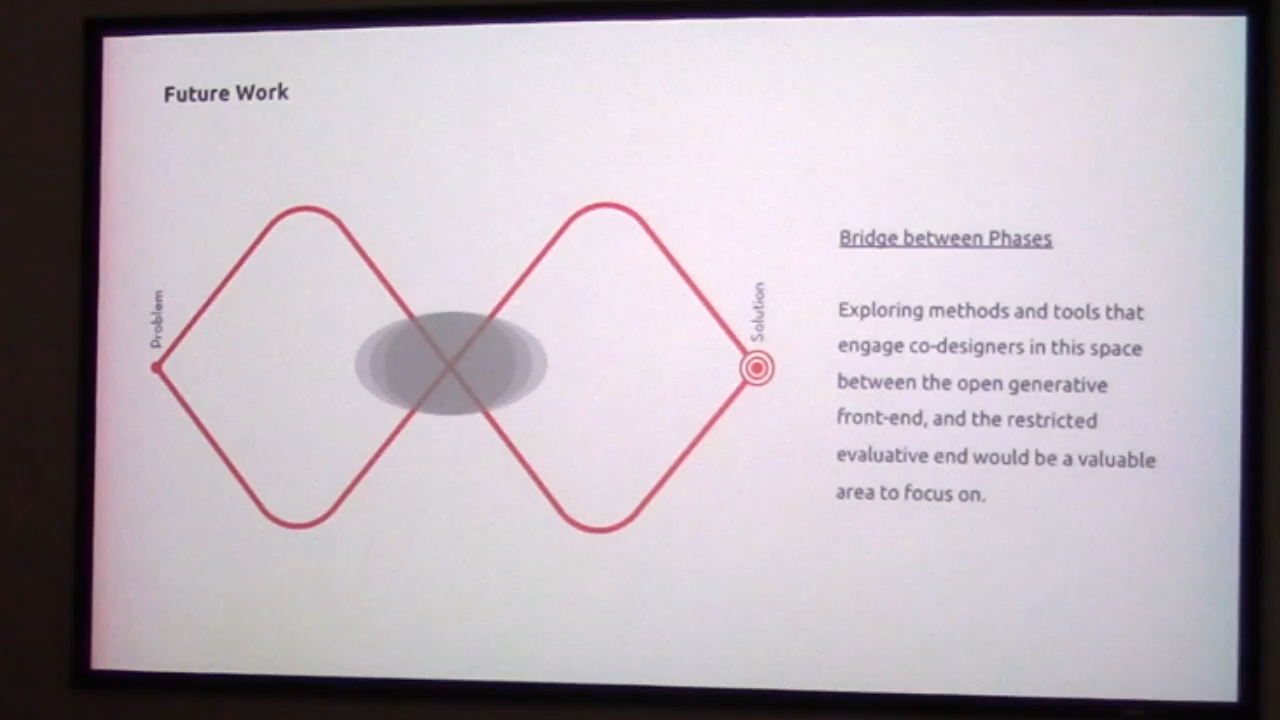 Future Work
Problem
Solution
Bridge between Phases
Exploring methods and tools that
engage co-designers in this space
between the open generative
front-end, and the restricted
evaluative end would be a valuable
area to focus on.